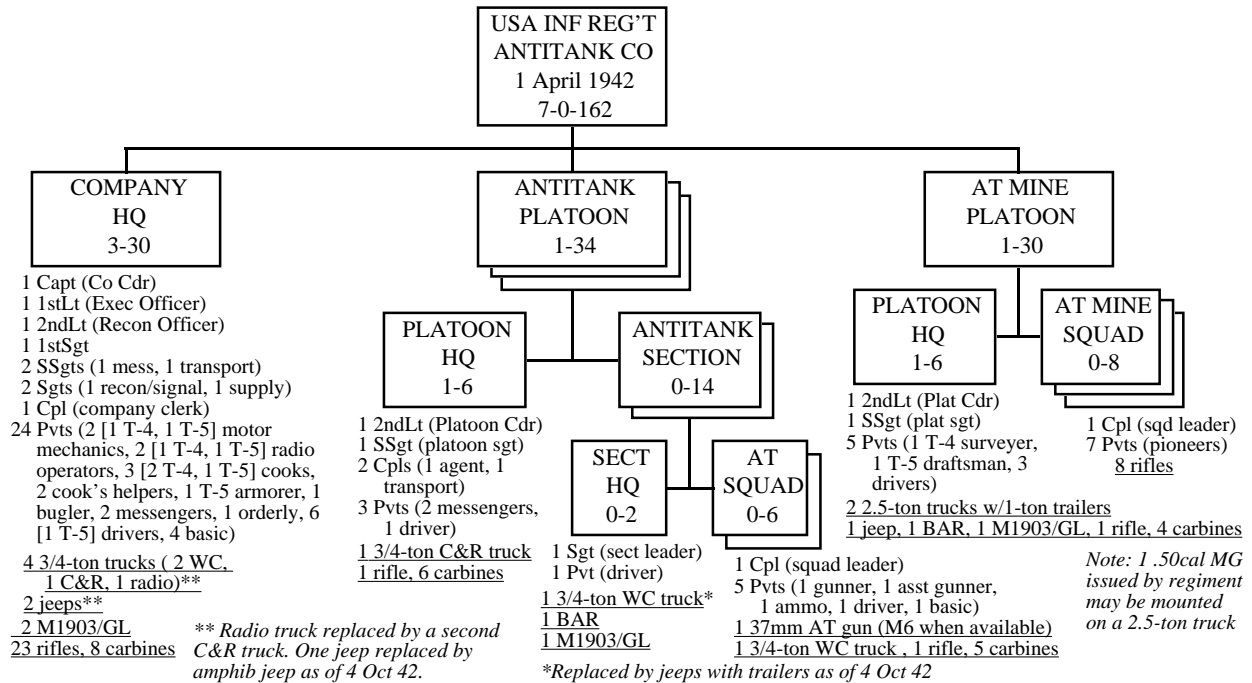 USA INF REG'T
ANTITANK CO
1 April 1942
7-0-162
COMPANY
HQ
3-30
1 Capt (Co Cdr)
1 1stLt (Exec Officer)
1 2ndLt (Recon Officer)
1 1stSgt
2 SSgts (1 mess, 1 transport)
2 Sgts (1 recon/signal, 1 supply)
1 Cpl (company clerk)
24 Pvts (2 [1 T-4, 1 T-5] motor
mechanics, 2 [1 T-4, 1 T-5] radio
operators, 3 [2 T-4, 1 T-5] cooks,
2 cook's helpers, 1 T-5 armorer, 1
bugler, 2 messengers, 1 orderly, 6
[1 T-5] drivers, 4 basic)
4 3/4-ton trucks ( 2 WC,
1 C&R, 1 radio)**
2 jeeps**
2 M1903/GL
23 rifles, 8 carbines
** Radio truck replaced by a second
C&R truck. One jeep replaced by
amphib jeep as of 4 Oct 42.
ANTITANK
PLATOON
1-34
PLATOON
HQ
1-6
1 2ndLt (Platoon Cdr)
1 SSgt (platoon sgt)
2 Cpls (1 agent, 1
transport)
3 Pvts (2 messengers,
1 driver)
1 3/4-ton C&R truck
1 rifle, 6 carbines
ANTITANK
SECTION
0-14
SECT
HQ
0-2
1 Sgt (sect leader)
1 Pvt (driver)
1 3/4-ton WC truck*
1 BAR
1 M1903/GL
AT
SQUAD
0-6
1 Cpl (squad leader)
5 Pvts (1 gunner, 1 asst gunner,
1 ammo, 1 driver, 1 basic)
1 37mm AT gun (M6 when available)
1 3/4-ton WC truck , 1 rifle, 5 carbines
*Replaced by jeeps with trailers as of 4 Oct 42
AT MINE
PLATOON
1-30
PLATOON
HQ
1-6
1 2ndLt (Plat Cdr)
1 SSgt (plat sgt)
5 Pvts (1 T-4 surveyer,
1 T-5 draftsman, 3
drivers)
2 2.5-ton trucks w/1-ton trailers
1 jeep, 1 BAR, 1 M1903/GL, 1 rifle, 4 carbines
AT MINE
SQUAD
0-8
1 Cpl (sqd leader)
7 Pvts (pioneers)
8 rifles
Note: 1 .50cal MG
issued by regiment
may be mounted
on a 2.5-ton truck